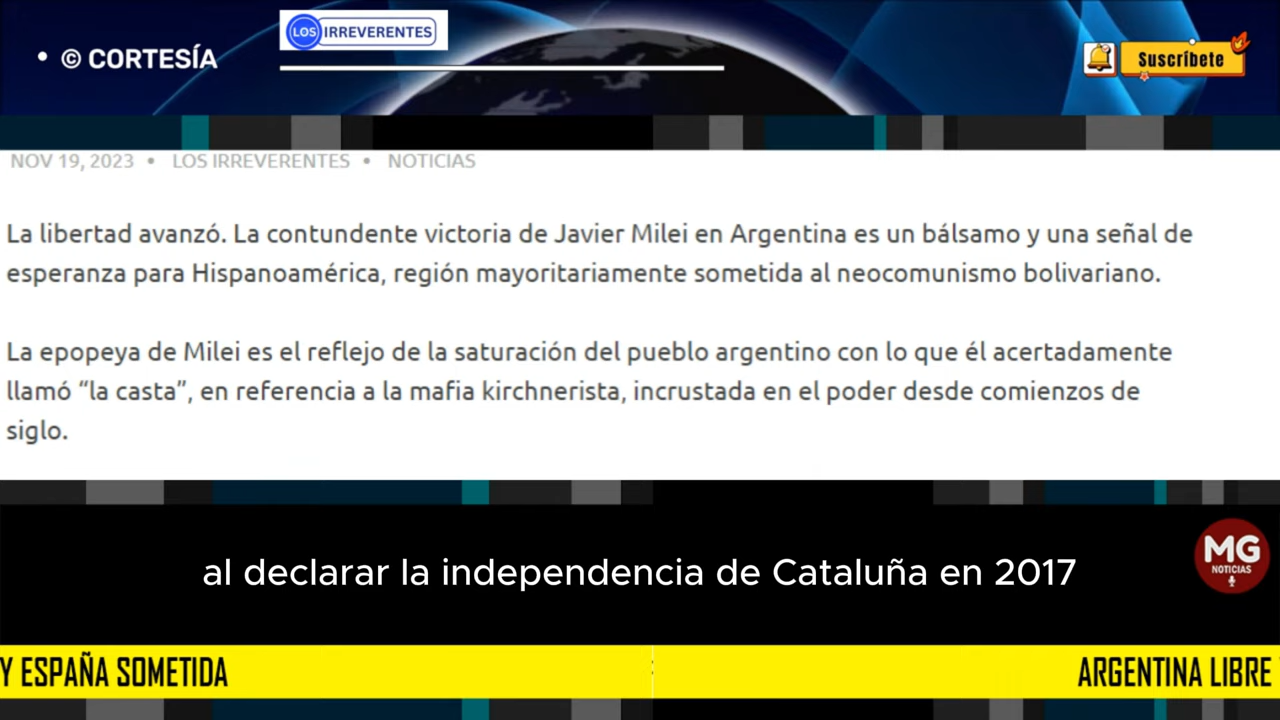 • © CORTESÍA
LOS IRREVERENTES
Suscríbete
NOV 19, 2023 • LOS IRREVERENTES • NOTICIAS
La libertad avanzó. La contundente victoria de Javier Milei en Argentina es un bálsamo y una señal de
esperanza para Hispanoamérica, región mayoritariamente sometida al neocomunismo bolivariano.
La epopeya de Milei es el reflejo de la saturación del pueblo argentino con lo que él acertadamente
llamó “la casta”, en referencia a la mafia kirchnerista, incrustada en el poder desde comienzos de
siglo.
MG
NOTICIAS
al declarar la independencia de Cataluña en 2017
Y ESPAÑA SOMETIDA
ARGENTINA LIBRE